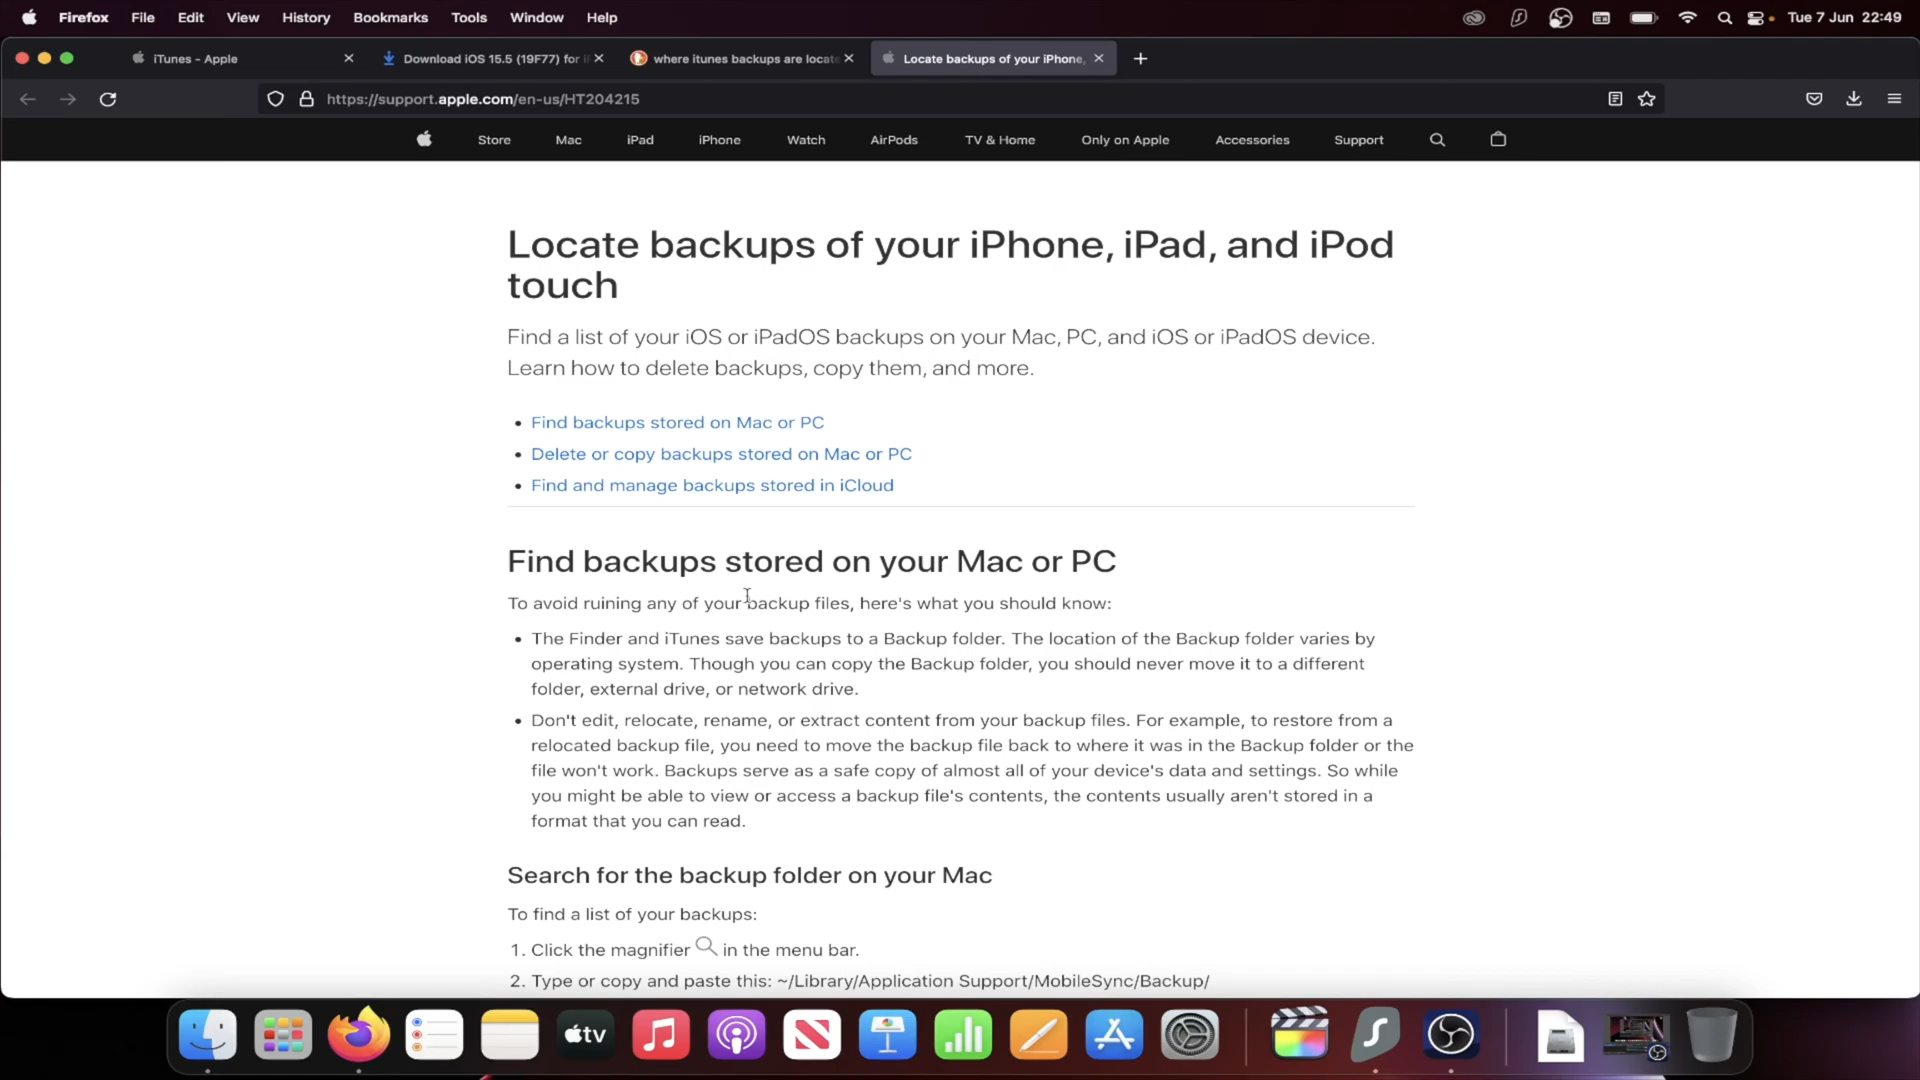 Firefox File Edit View History Bookmarks Tools Window Help Tue 7 Jun 22:49
iTunes - Apple Download iOS 15.5 (19F77) for where itunes backups are locate Locate backups of your iPhone,
https://support.apple.com/en-us/HT204215
Store Mac iPad iPhone Watch AirPods TV & Home Only on Apple Accessories Support
Locate backups of your iPhone, iPad, and iPod
touch
Find a list of your iOS or iPadOS backups on your Mac, PC, and iOS or iPadOS device.
Learn how to delete backups, copy them, and more.
• Find backups stored on Mac or PC
• Delete or copy backups stored on Mac or PC
• Find and manage backups stored in iCloud
Find backups stored on your Mac or PC
To avoid ruining any of your backup files, here's what you should know:
• The Finder and iTunes save backups to a Backup folder. The location of the Backup folder varies by
operating system. Though you can copy the Backup folder, you should never move it to a different
folder, external drive, or network drive.
• Don't edit, relocate, rename, or extract content from your backup files. For example, to restore from a
relocated backup file, you need to move the backup file back to where it was in the Backup folder or the
file won't work. Backups serve as a safe copy of almost all of your device's data and settings. So while
you might be able to view or access a backup file's contents, the contents usually aren't stored in a
format that you can read.
Search for the backup folder on your Mac
To find a list of your backups:
1. Click the magnifier in the menu bar.
2. Type or copy and paste this: ~/Library/Application Support/MobileSync/Backup/
tv